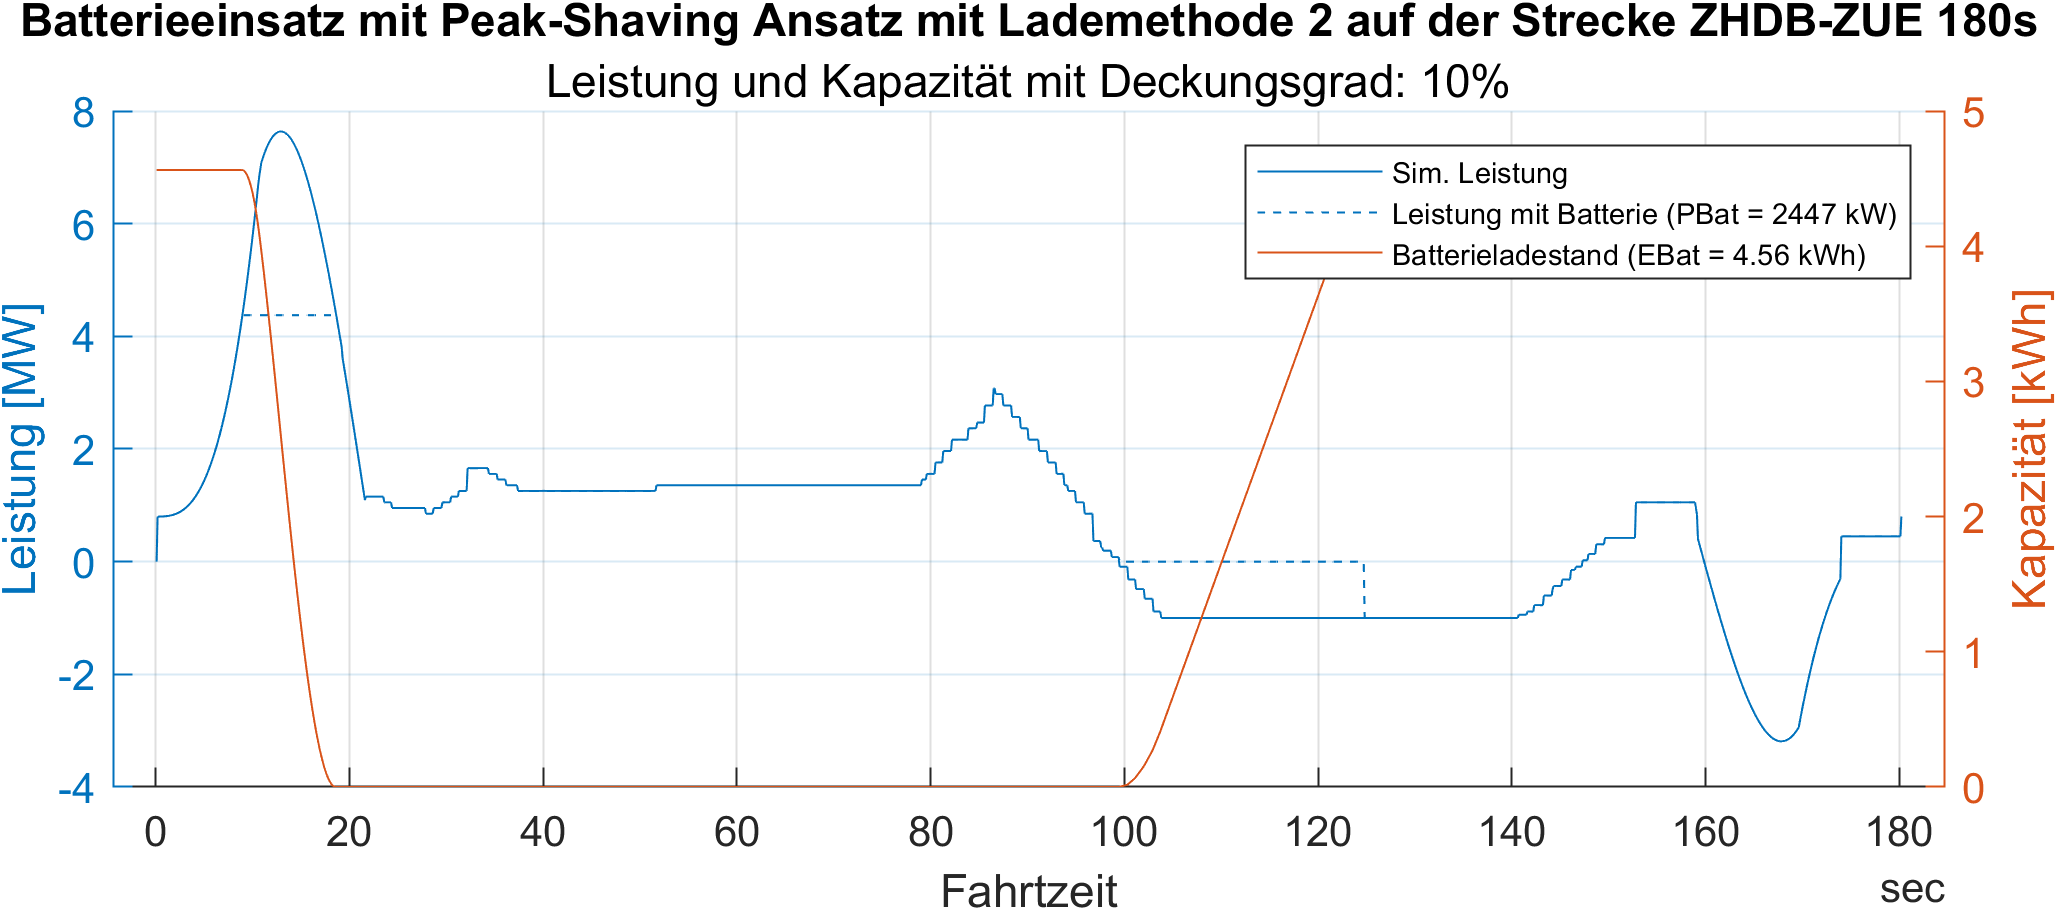 Batterieeinsatz mit Peak-Shaving Ansatz mit Lademethode 2 auf der Strecke ZHDB-ZUE 180s
Leistung und Kapazität mit Deckungsgrad: 10%
Leistung [MW]
8
6
4
2
0
-2
-4
Sim. Leistung
Leistung mit Batterie (PBat = 2447 kW)
Batterieladestand (EBat = 4.56 kWh)
5
4
3
2
1
0
Kapazität [kWh]
0 20 40 60 80 100 120 140 160 180
Fahrtzeit
sec